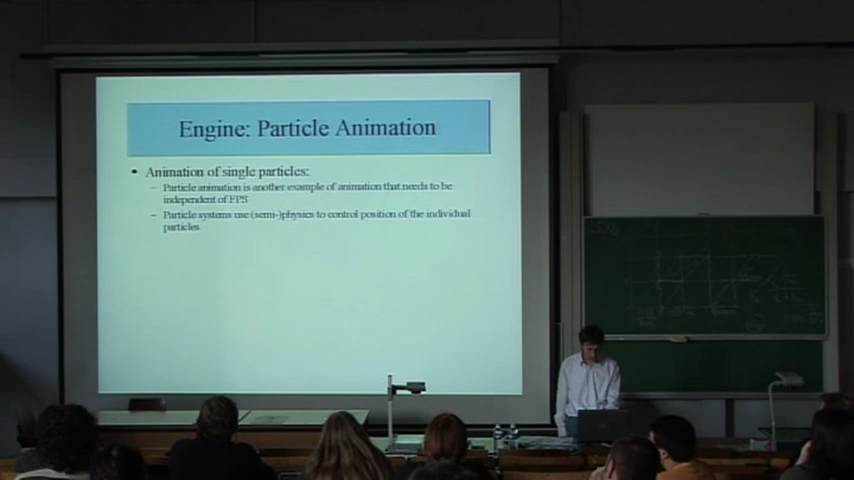 Engine: Particle Animation
• Animation of single particles:
– Particle animation is another example of animation that needs to be
independent of FPS
– Particle systems use (semi-)physics to control position of the individual
particles